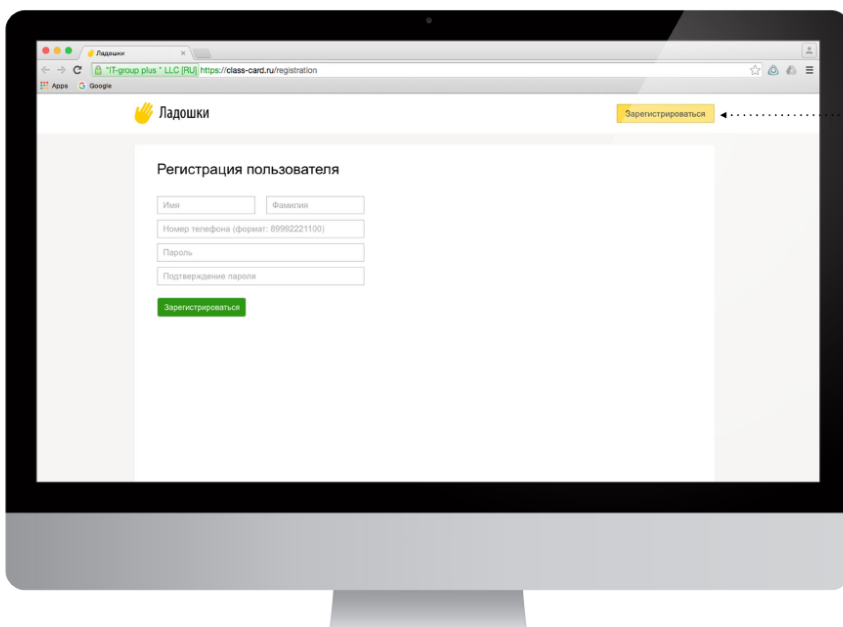 Ладошки
"IT-group plus " LLC [RU] https://class-card.ru/registration
Apps Google
Ладошки
Зарегистрироваться
Регистрация пользователя
Имя Фамилия
Номер телефона (формат: 89992221100)
Пароль
Подтверждение пароля
Зарегистрироваться